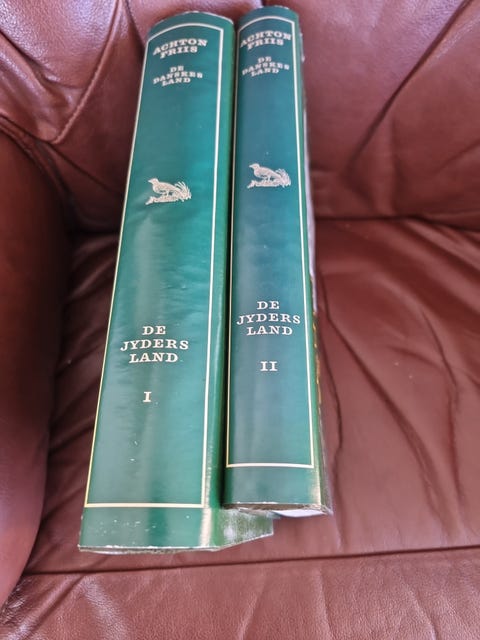 ACHTON
FRIIS
DE
DANSKES
LAND
DE
JYDERS
LAND
I
ACHTON
FRIIS
DE
DANSKES
LAND
DE
JYDERS
LAND
II